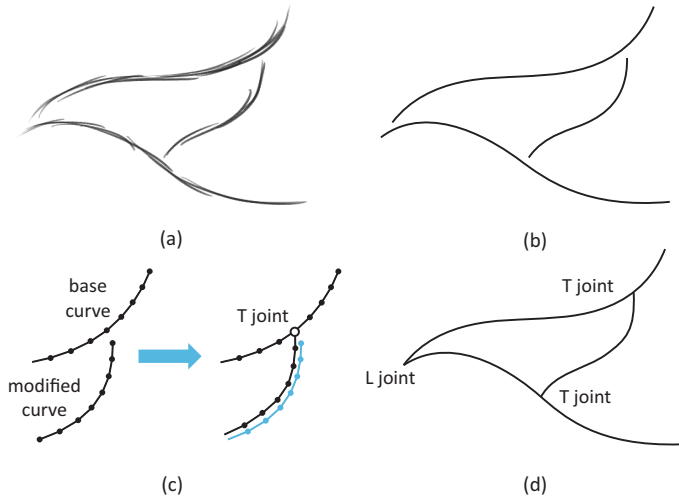 (a)
(b)
base
curve
modified
curve
T joint
(c)
T joint
L joint
T joint
(d)